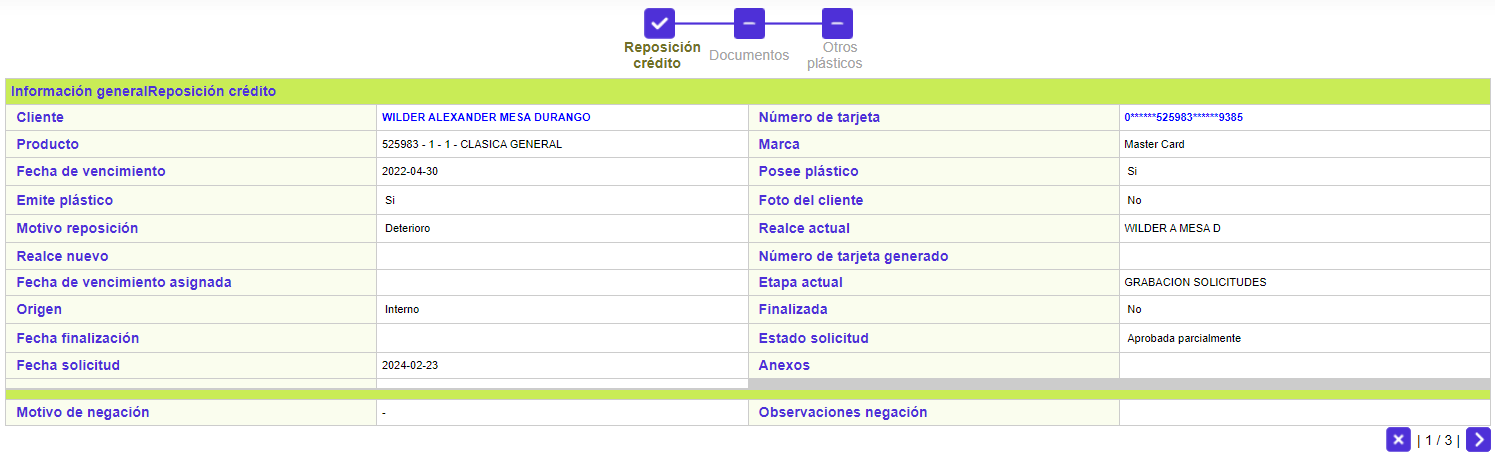 Reposición
crédito
Documentos
Otros
plásticos
Información generalReposición crédito
Cliente WILDER ALEXANDER MESA DURANGO Número de tarjeta 0******525983******9385
Producto 525983 - 1 - 1 - CLASICA GENERAL Marca Master Card
Fecha de vencimiento 2022-04-30 Posee plástico Si
Emite plástico Si Foto del cliente No
Motivo reposición Deterioro Realce actual WILDER A MESA D
Realce nuevo Número de tarjeta generado
Fecha de vencimiento asignada Etapa actual GRABACION SOLICITUDES
Origen Interno Finalizada No
Fecha finalización Estado solicitud Aprobada parcialmente
Fecha solicitud 2024-02-23 Anexos
Motivo de negación - Observaciones negación
| 1 / 3 |